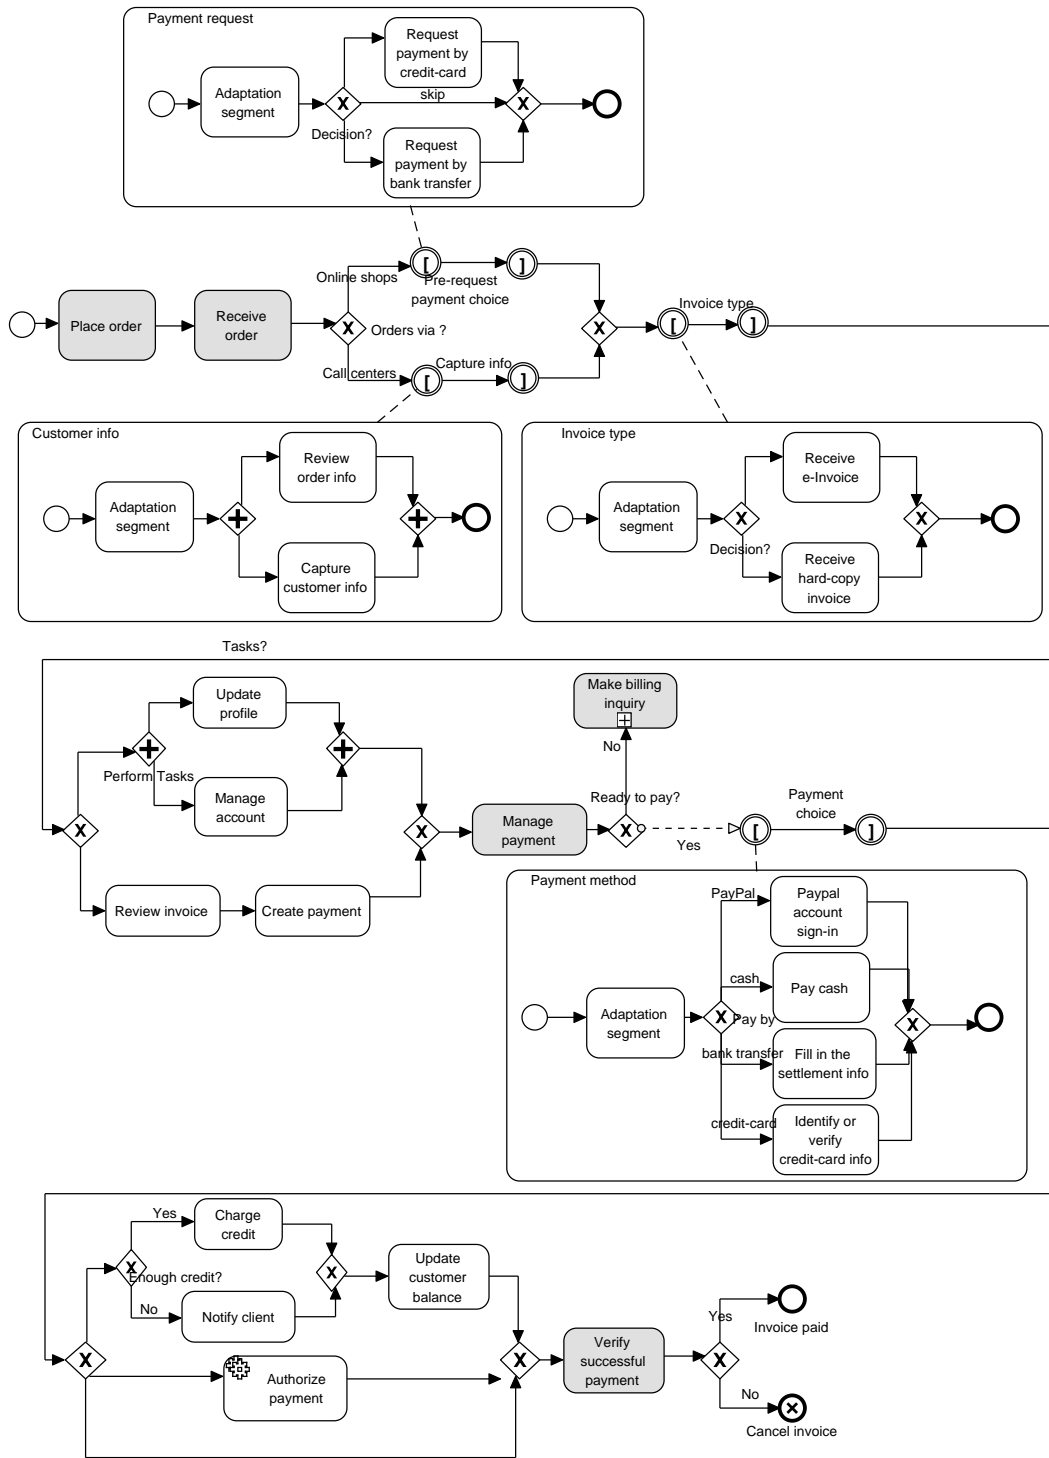 Payment request
Request
payment by
credit-card
Adaptation
segment
X
skip
X
Decision?
Request
payment by
bank transfer
Online shops
[
]
Pre-request
payment choice
Place order
Receive
order
X
Orders via ?
X
Invoice type
[
]
Call centers
[
Capture info
]
Customer info
Review
order info
Adaptation
segment
Capture
customer info
Invoice type
Receive
e-Invoice
Adaptation
segment
X
X
Decision?
Receive
hard-copy
invoice
Tasks?
Update
profile
Perform Tasks
Manage
account
X
X
Review invoice
Create payment
Make billing
inquiry
No
Ready to pay?
Manage
payment
X
Yes
[
Payment
choice
]
Payment method
PayPal
Paypal
account
sign-in
cash
Pay cash
Adaptation
segment
X
Pay by
X
bank transfer
Fill in the
settlement info
credit-card
Identify or
verify
credit-card info
Yes
Charge
credit
X
Enough credit?
X
Update
customer
balance
No
Notify client
X
Authorize
payment
X
Verify
successful
payment
X
Yes
Invoice paid
No
Cancel invoice